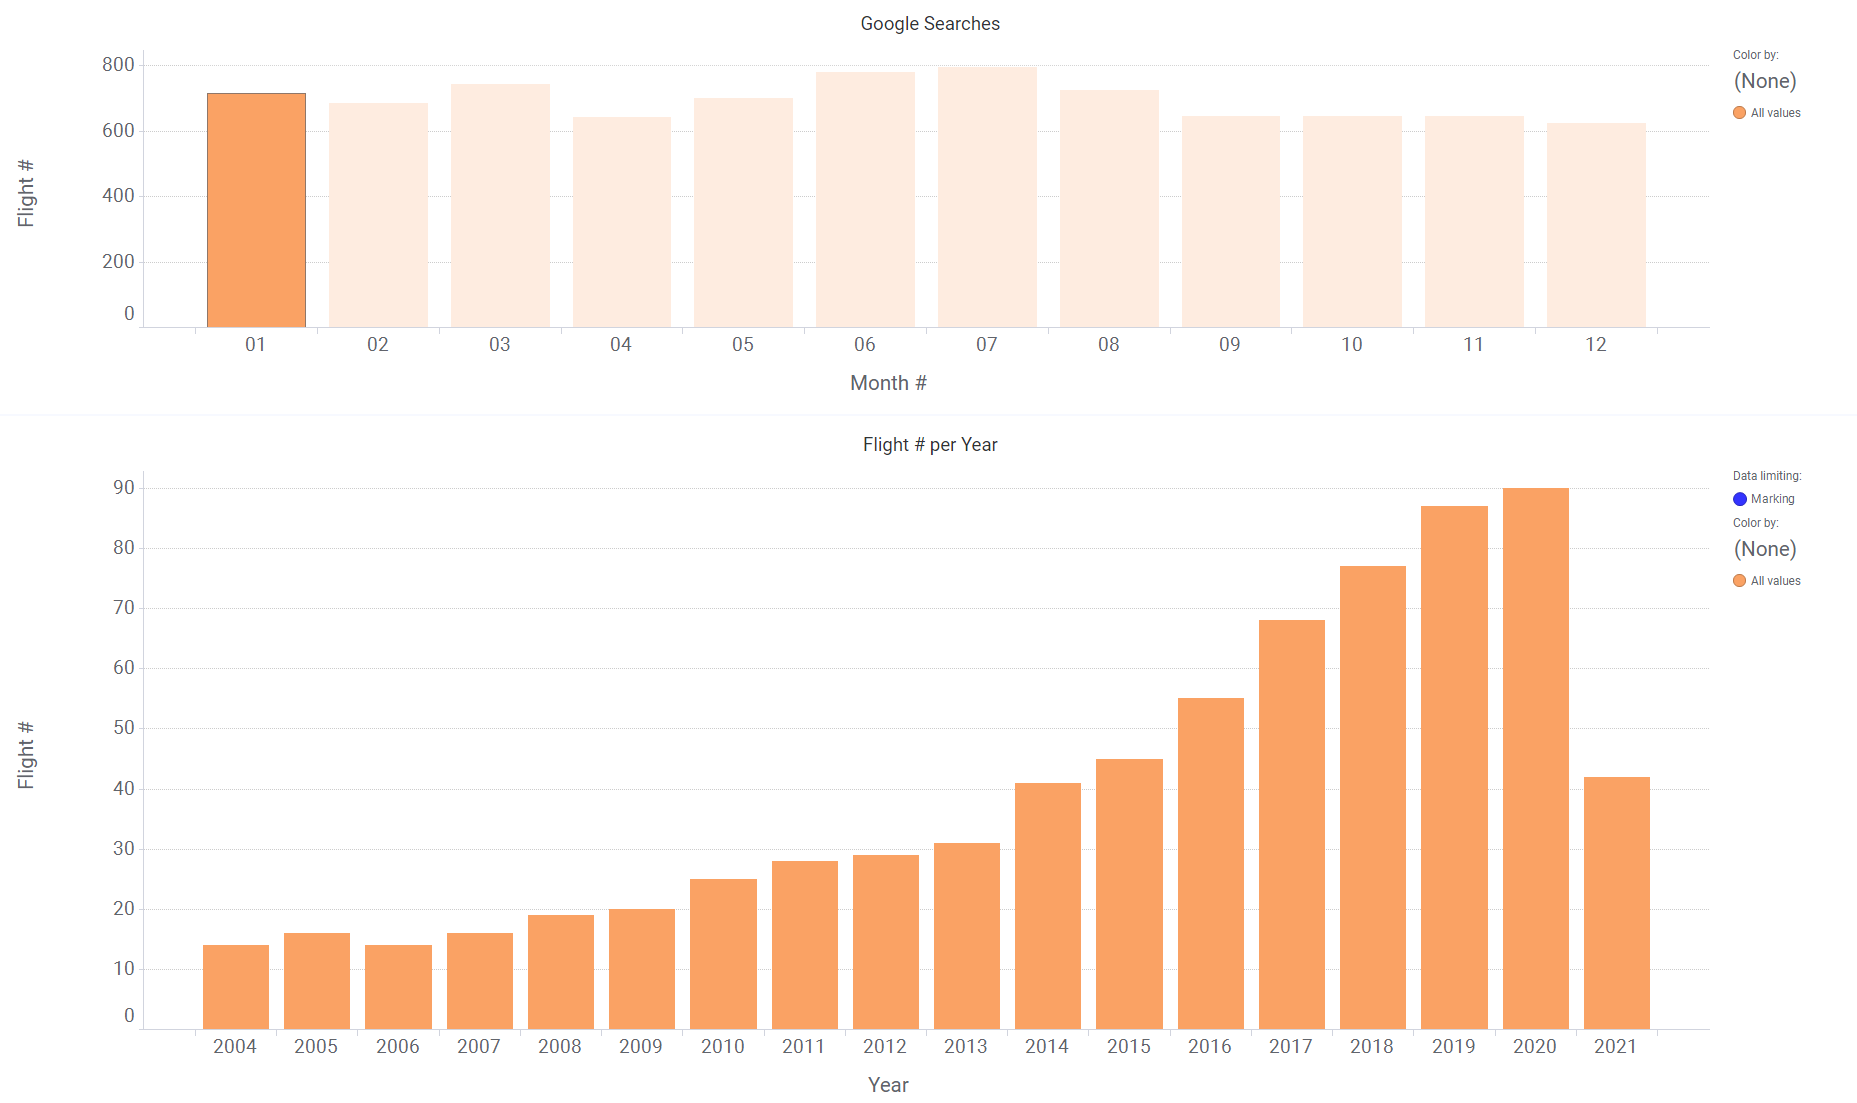 Google Searches
Color by:
(None)
All values
800
600
400
200
0
Flight #
01 02 03 04 05 06 07 08 09 10 11 12
Month #
Flight # per Year
Data limiting:
Marking
Color by:
(None)
All values
90
80
70
60
50
40
30
20
10
0
Flight #
2004 2005 2006 2007 2008 2009 2010 2011 2012 2013 2014 2015 2016 2017 2018 2019 2020 2021
Year